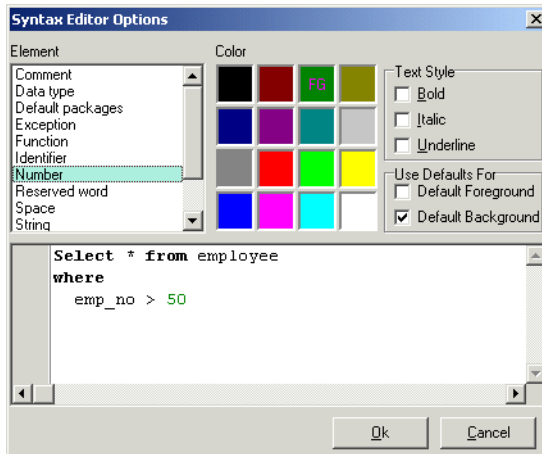 Syntax Editor Options
Element
Comment
Data type
Default packages
Exception
Function
Identifier
Number
Reserved word
Space
String
Color
FG
Text Style
Bold
Italic
Underline
Use Defaults For
Default Foreground
Default Background
Select * from employee
where
emp_no > 50
Ok
Cancel